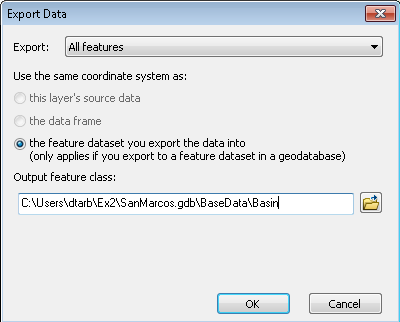 Export Data
Export: All features
Use the same coordinate system as:
this layer's source data
the data frame
the feature dataset you export the data into
(only applies if you export to a feature dataset in a geodatabase)
Output feature class:
C:\Users\dtarb\Ex2\SanMarcos.gdb\BaseData\Basin
OK Cancel